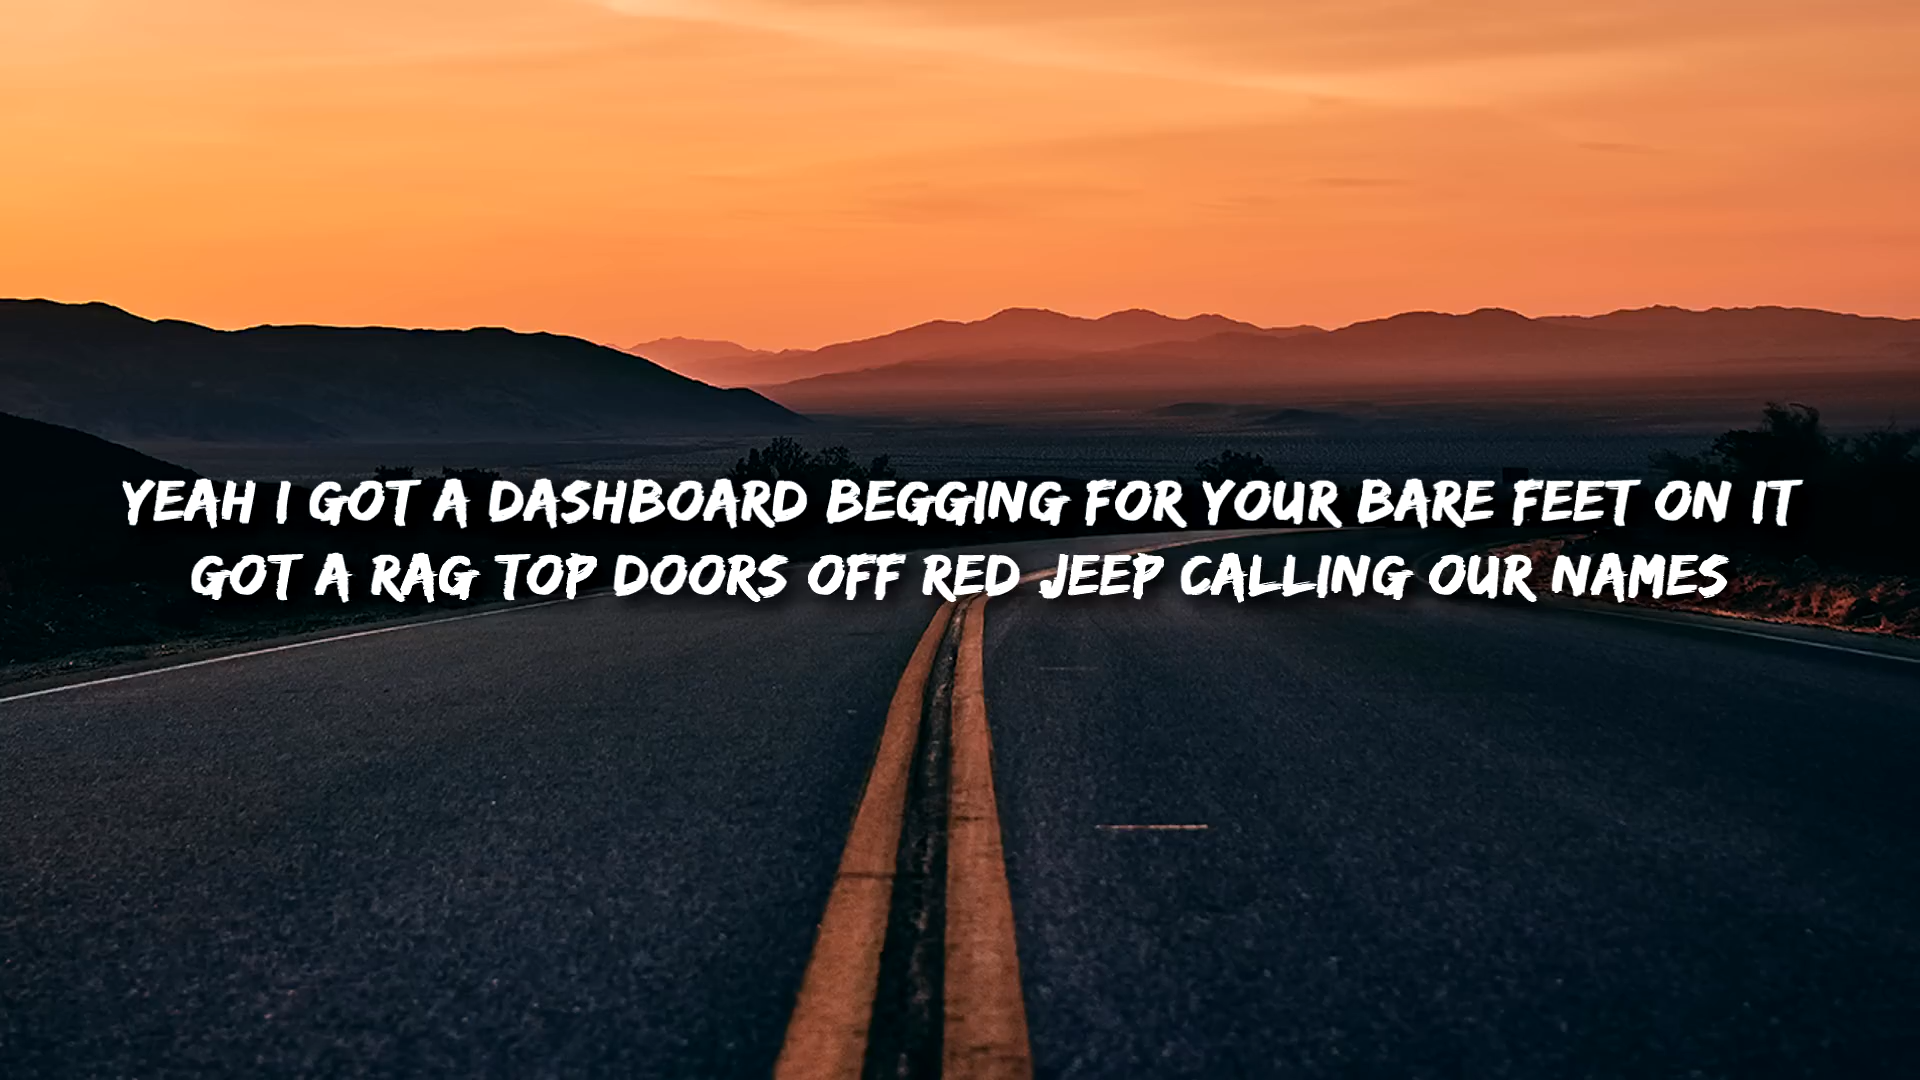 YEAH I GOT A DASHBOARD BEGGING FOR YOUR BARE FEET ON IT
GOT A RAG TOP DOORS OFF RED JEEP CALLING OUR NAMES